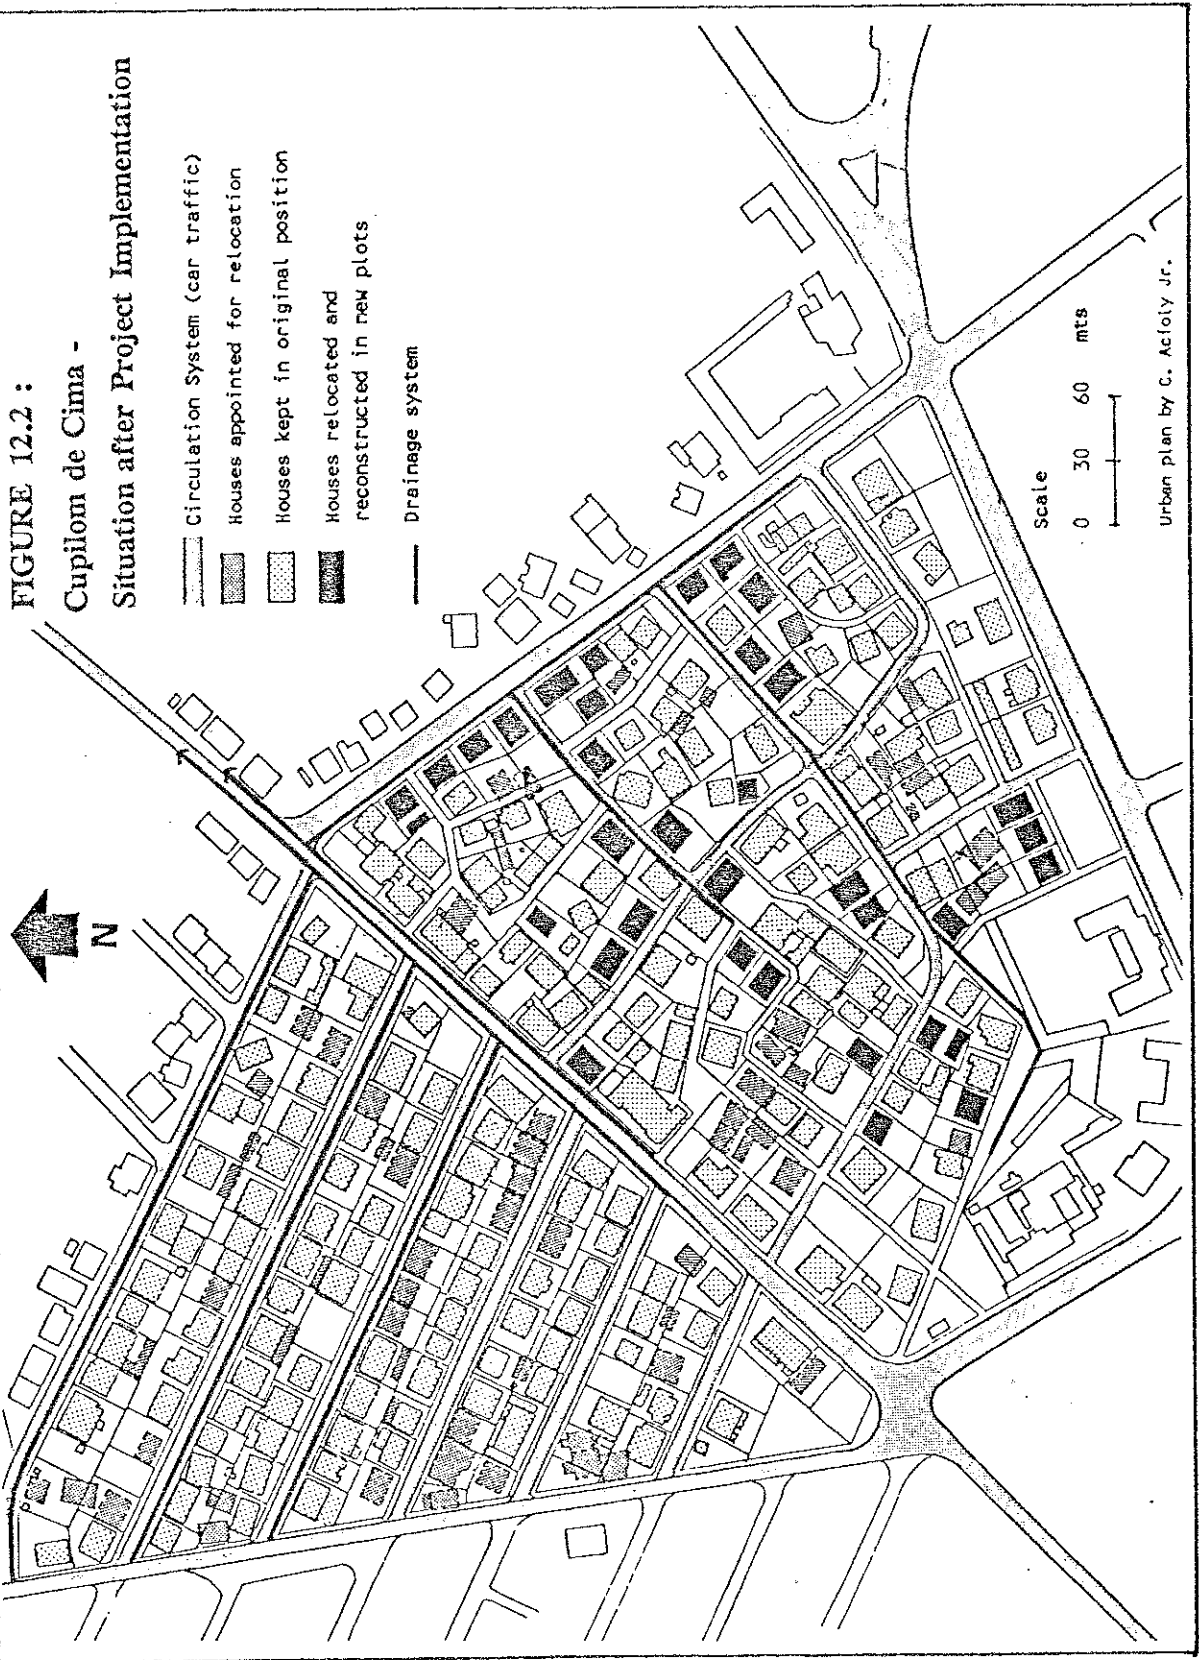 FIGURE 12.2 :
Cupilom de Cima -
Situation after Project Implementation
Circulation System (car traffic)
Houses appointed for relocation
Houses kept in original position
Houses relocated and
reconstructed in new plots
Drainage system
N
Scale
0 30 60 mts
Urban plan by C. Acioly Jr.